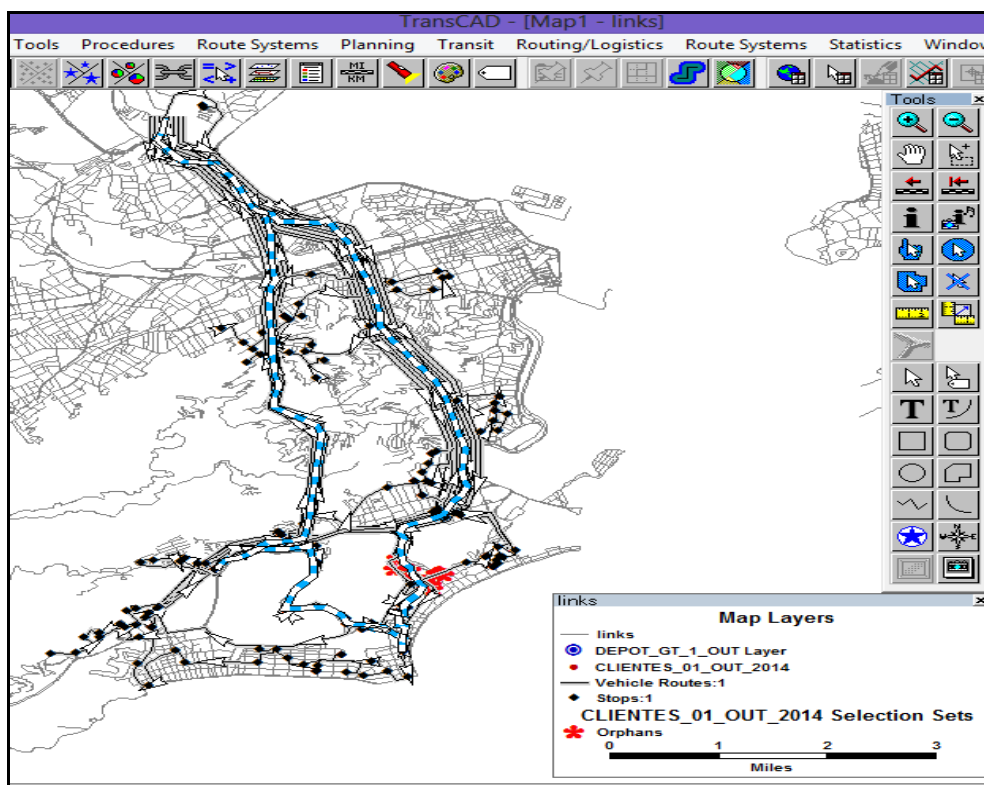 TransCAD - [Map1 - links]
Tools Procedures Route Systems Planning Transit Routing/Logistics Route Systems Statistics Window
MI
KM
Tools
T T
links
Map Layers
links
DEPOT_GT_1_OUT Layer
CLIENTES_01_OUT_2014
Vehicle Routes:1
Stops:1
CLIENTES_01_OUT_2014 Selection Sets
Orphans
0 1 2 3
Miles